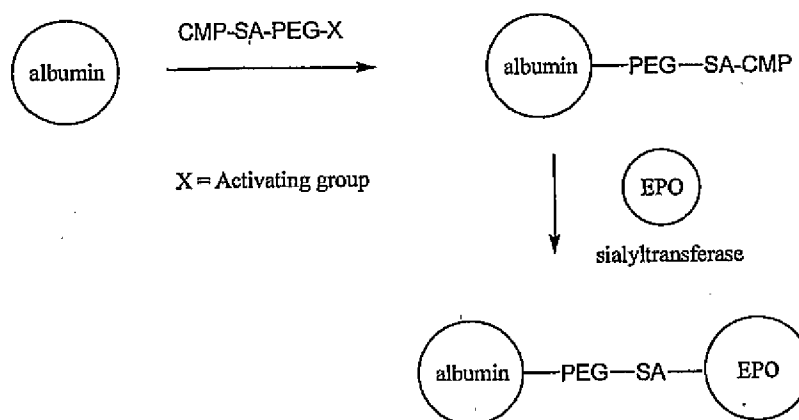 CMP-SA-PEG-X
albumin
albumin—PEG—SA-CMP
X = Activating group
EPO
sialyltransferase
albumin—PEG—SA—EPO